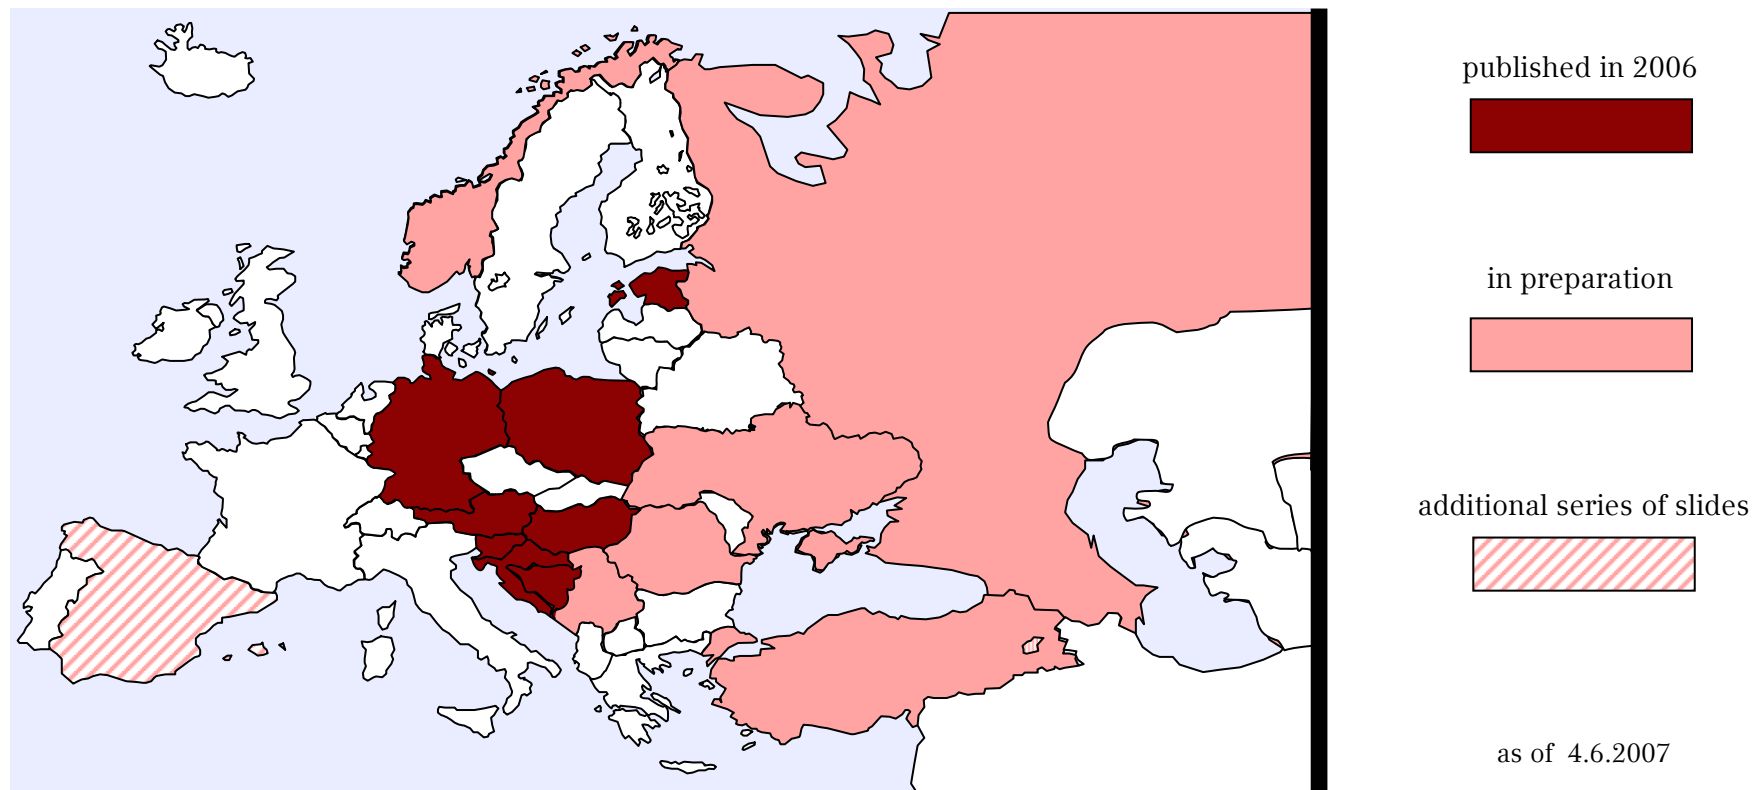 published in 2006
in preparation
additional series of slides
as of 4.6.2007